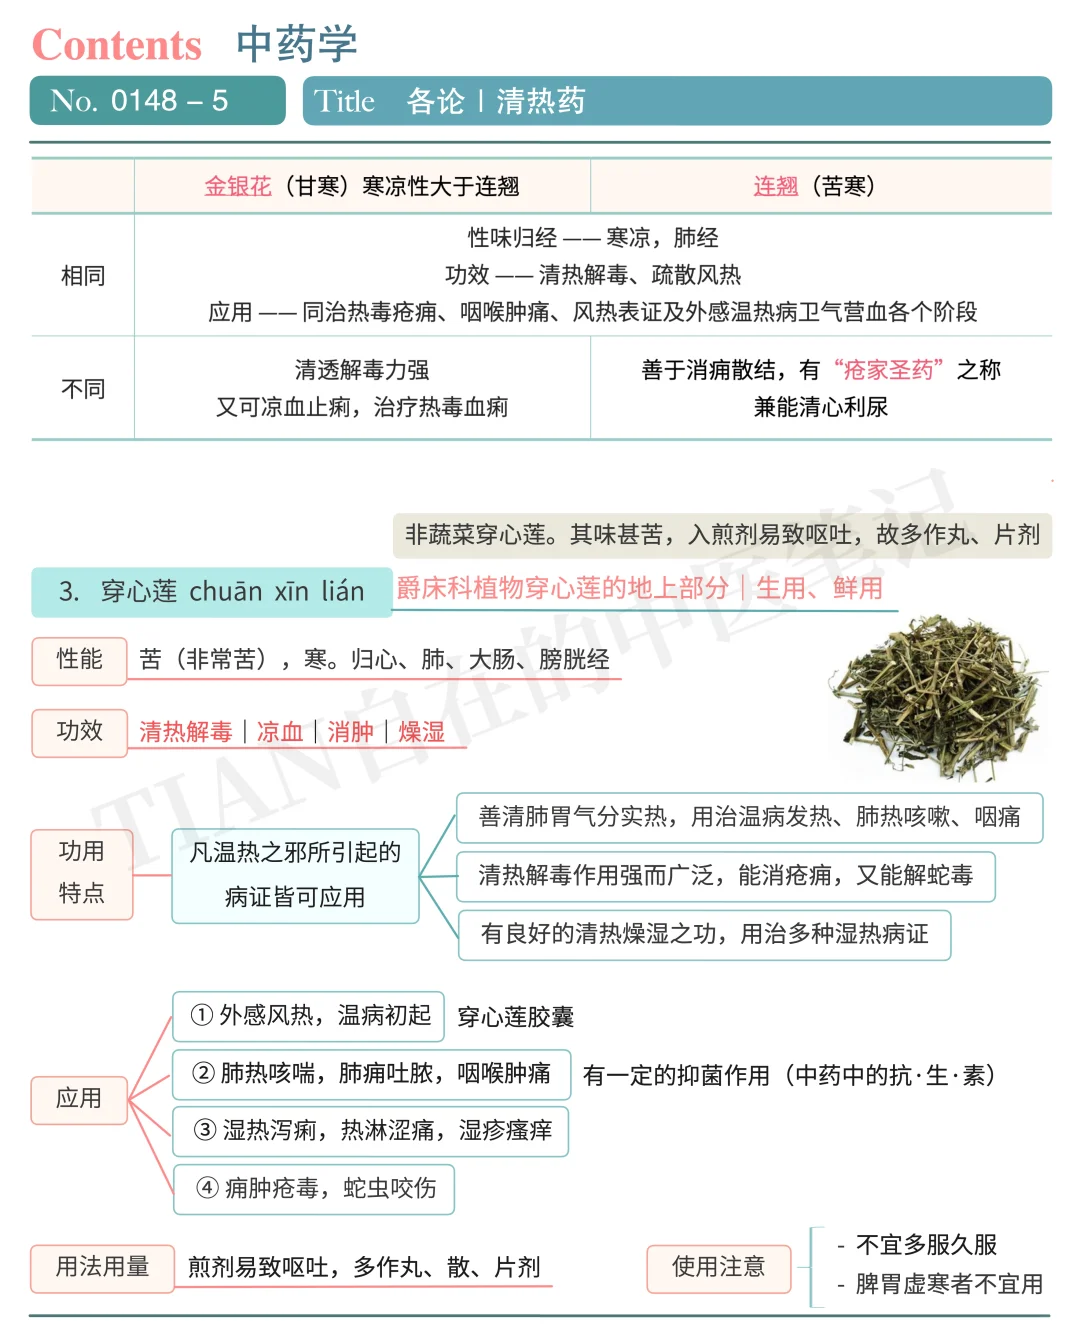 Contents 中药学
No. 0148 – 5
Title 各论 | 清热药
金银花（甘寒）寒凉性大于连翘
连翘（苦寒）
相同
性味归经 —— 寒凉，肺经
功效 —— 清热解毒、疏散风热
应用 —— 同治热毒疮痈、咽喉肿痛、风热表证及外感温热病卫气营血各个阶段
不同
清透解毒力强
又可凉血止痢，治疗热毒血痢
善于消痈散结，有“疮家圣药”之称
兼能清心利尿
非蔬菜穿心莲。其味甚苦，入煎剂易致呕吐，故多作丸、片剂
3. 穿心莲 chuān xīn lián
爵床科植物穿心莲的地上部分｜生用、鲜用
性能
苦（非常苦），寒。归心、肺、大肠、膀胱经
功效
清热解毒｜凉血｜消肿｜燥湿
功用
特点
凡温热之邪所引起的
病证皆可应用
善清肺胃气分实热，用治温病发热、肺热咳嗽、咽痛
清热解毒作用强而广泛，能消疮痈，又能解蛇毒
有良好的清热燥湿之功，用治多种湿热病证
应用
① 外感风热，温病初起
穿心莲胶囊
② 肺热咳喘，肺痈吐脓，咽喉肿痛
有一定的抑菌作用（中药中的抗·生·素）
③ 湿热泻痢，热淋涩痛，湿疹瘙痒
④ 痈肿疮毒，蛇虫咬伤
用法用量
煎剂易致呕吐，多作丸、散、片剂
使用注意
- 不宜多服久服
- 脾胃虚寒者不宜用
TIAN自在的中医笔记